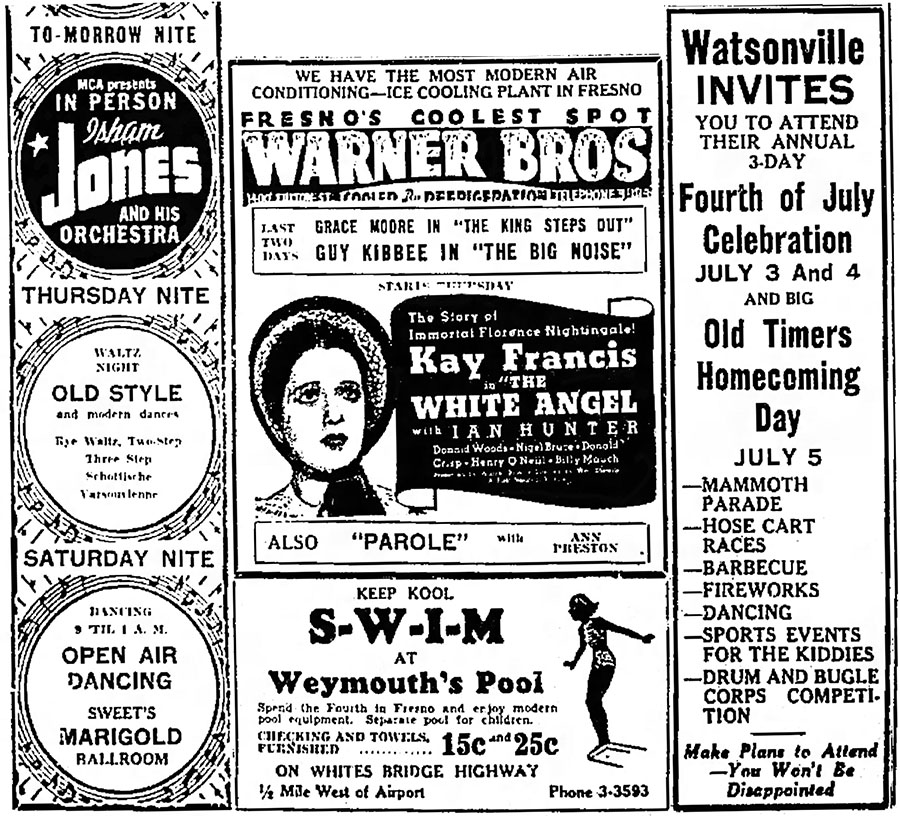 TO-MORROW NITE
MCA presents
IN PERSON
Isham
JONES
AND HIS
ORCHESTRA
THURSDAY NITE
WALTZ
NIGHT
OLD STYLE
and modern dances
Rye Waltz, Two-Step
Three Step
Schottische
Varsouvienne
SATURDAY NITE
DANCING
9 'TIL 1 A. M.
OPEN AIR
DANCING
SWEET'S
MARIGOLD
BALLROOM
WE HAVE THE MOST MODERN AIR
CONDITIONING—ICE COOLING PLANT IN FRESNO
FRESNO'S COOLEST SPOT
WARNER BROS
COOLED By REFRIGERATION TELEPHONE
LAST
TWO
DAYS
GRACE MOORE IN "THE KING STEPS OUT"
GUY KIBBEE IN "THE BIG NOISE"
STARTS THURSDAY
The Story of
Immortal Florence Nightingale!
Kay Francis
in "THE
WHITE ANGEL
with IAN HUNTER
Donald Woods • Nigel Bruce • Donald
Crisp • Henry O'Neill • Billy Mauch
ALSO "PAROLE" with ANN
PRESTON
KEEP KOOL
S-W-I-M
AT
Weymouth's Pool
Spend the Fourth in Fresno and enjoy modern
pool equipment. Separate pool for children.
CHECKING AND TOWELS,
FURNISHED ............ 15c and 25c
ON WHITES BRIDGE HIGHWAY
½ Mile West of Airport Phone 3-3593
Watsonville
INVITES
YOU TO ATTEND
THEIR ANNUAL
3-DAY
Fourth of July
Celebration
JULY 3 And 4
AND BIG
Old Timers
Homecoming
Day
JULY 5
—MAMMOTH
PARADE
—HOSE CART
RACES
—BARBECUE
—FIREWORKS
—DANCING
—SPORTS EVENTS
FOR THE KIDDIES
—DRUM AND BUGLE
CORPS COMPETI-
TION
Make Plans to Attend
—You Won't Be
Disappointed